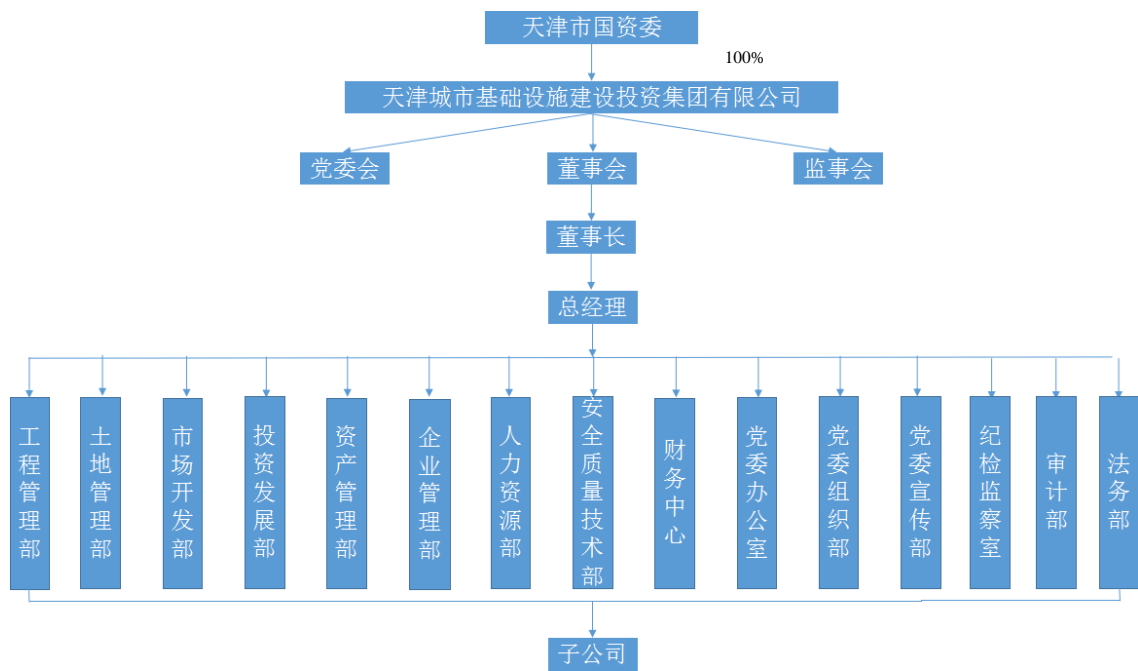 天津市国资委
100%
天津城市基础设施建设投资集团有限公司
党委会
董事会
监事会
董事长
总经理
工程管理部
土地管理部
市场开发部
投资发展部
资产管理部
企业管理部
人力资源部
安全质量技术部
财务中心
党委办公室
党委组织部
党委宣传部
纪检监察室
审计部
法务部
子公司